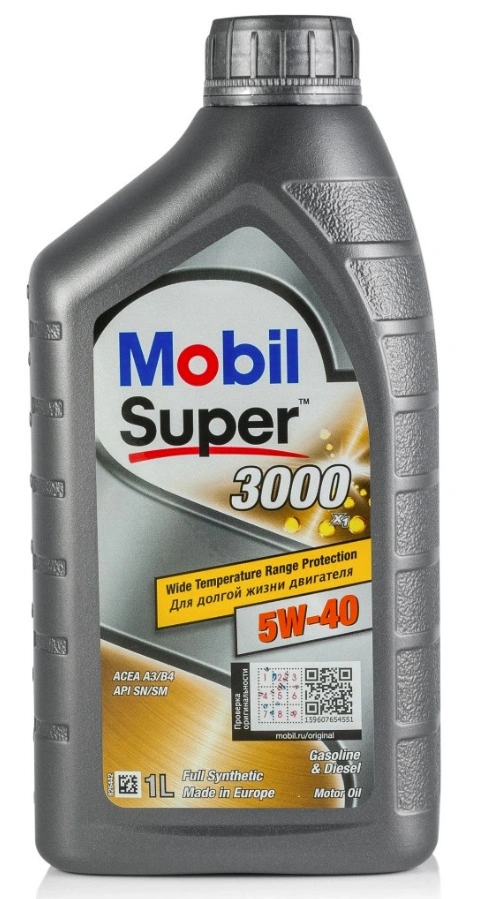 Mobil
Super™
3000
X1
Wide Temperature Range Protection
Для долгой жизни двигателя
5W-40
ACEA A3/B4
API SN/SM
Проверка
оригинальности
159607654551
mobil.ru/original
Gasoline
& Diesel
Motor Oil
1L
Full Synthetic
Made in Europe